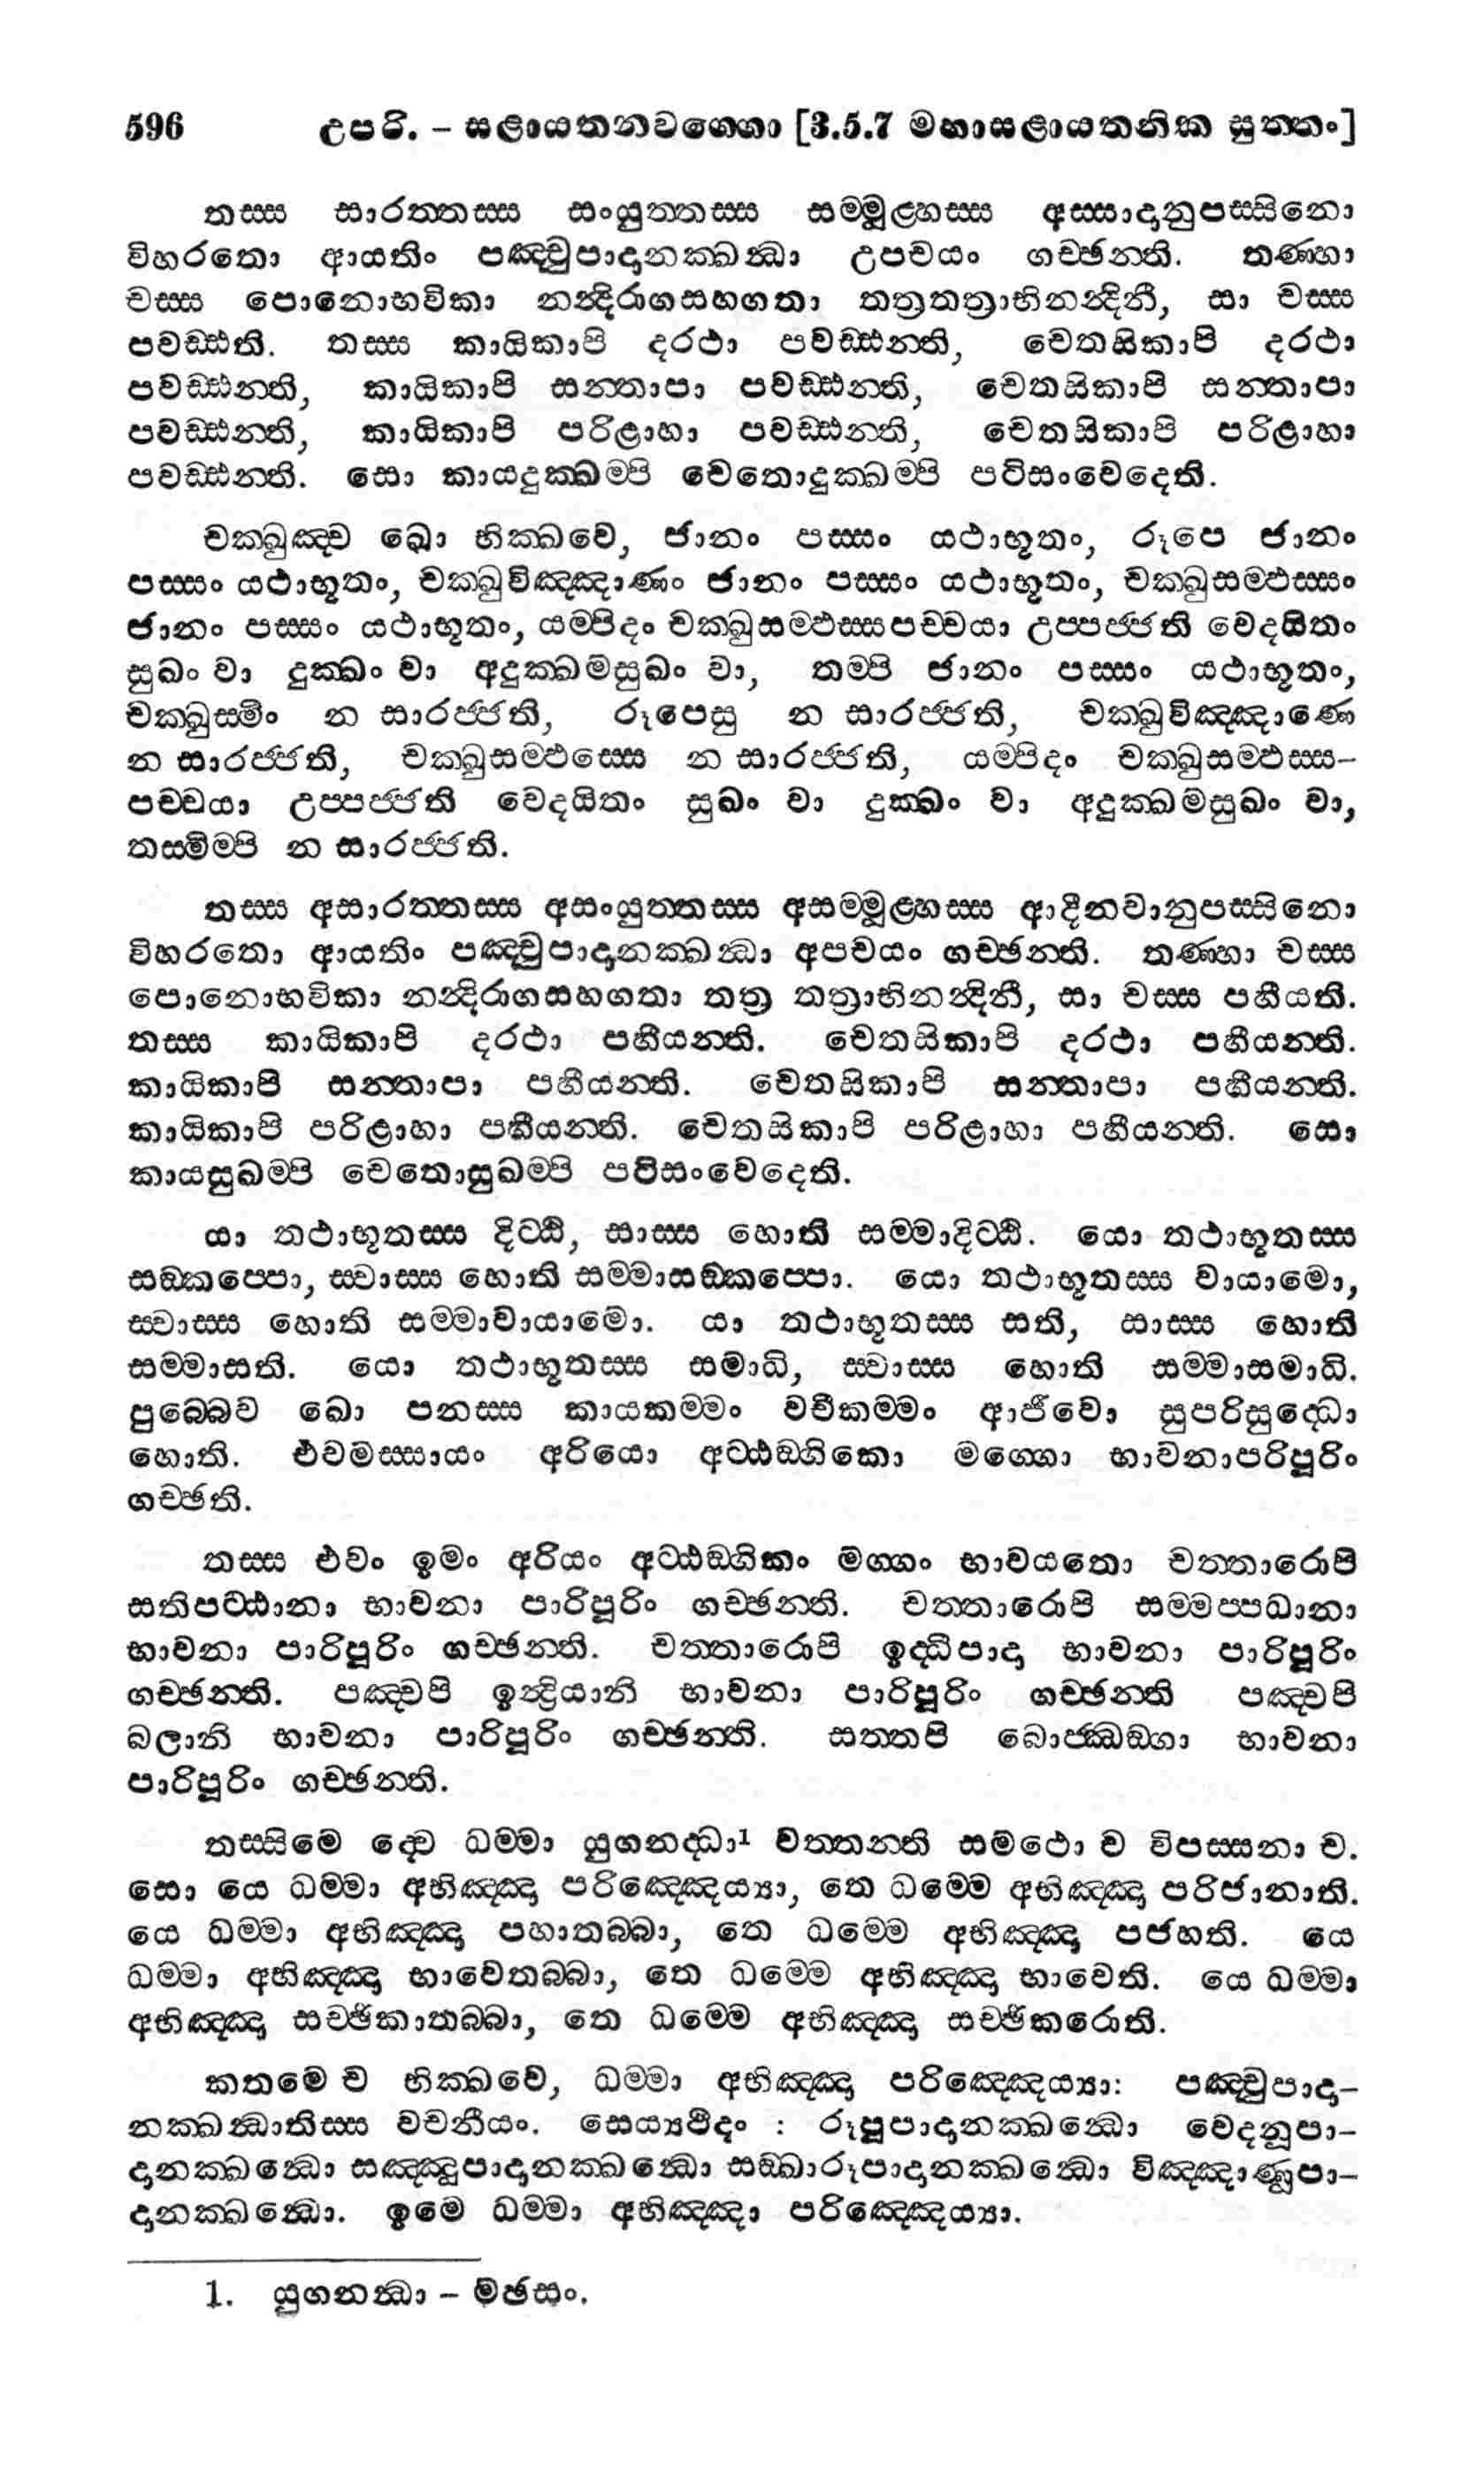 596 උපරි. – සළායතනවග්ගො [3.5.7 මහාසළායතනික සුත්තං]
තස්ස සාරත්තස්ස සංයුත්තස්ස සම්මූළ්හස්ස අස්සාදානුපස්සිනො
විහරතො ආයතිං පඤ්චුපාදානක්ඛන්ධා උපචයං ගච්ඡන්ති. තණ්හා
චස්ස පොනොභවිකා නන්දිරාගසහගතා තත්‍රතත්‍රාභිනන්දිනී, සා චස්ස
පවඩ්ඪති. තස්ස කායිකාපි දරථා පවඩ්ඪන්ති, චෙතසිකාපි දරථා
පවඩ්ඪන්ති, කායිකාපි සන්තාපා පවඩ්ඪන්ති, චෙතසිකාපි සන්තාපා
පවඩ්ඪන්ති, කායිකාපි පරිළාහා පවඩ්ඪන්ති, චෙතසිකාපි පරිළාහා
පවඩ්ඪන්ති. සො කායදුක්ඛම්පි චෙතොදුක්ඛම්පි පටිසංවෙදෙති.
චක්ඛුඤ්ච ඛො භික්ඛවෙ, ජානං පස්සං යථාභූතං, රූපෙ ජානං
පස්සං යථාභූතං, චක්ඛුවිඤ්ඤාණං ජානං පස්සං යථාභූතං, චක්ඛුසම්ඵස්සං
ජානං පස්සං යථාභූතං, යම්පිදං චක්ඛුසම්ඵස්සපච්චයා උප්පජ්ජති වෙදයිතං
සුඛං වා දුක්ඛං වා අදුක්ඛමසුඛං වා, තම්පි ජානං පස්සං යථාභූතං,
චක්ඛුස්මිං න සාරජ්ජති, රූපෙසු න සාරජ්ජති, චක්ඛුවිඤ්ඤාණෙ
න සාරජ්ජති, චක්ඛුසම්ඵස්සෙ න සාරජ්ජති, යම්පිදං චක්ඛුසම්ඵස්ස–
පච්චයා උප්පජ්ජති වෙදයිතං සුඛං වා දුක්ඛං වා අදුක්ඛමසුඛං වා,
තස්මිම්පි න සාරජ්ජති.
තස්ස අසාරත්තස්ස අසංයුත්තස්ස අසම්මූළ්හස්ස ආදීනවානුපස්සිනො
විහරතො ආයතිං පඤ්චුපාදානක්ඛන්ධා අපචයං ගච්ඡන්ති. තණ්හා චස්ස
පොනොභවිකා නන්දිරාගසහගතා තත්‍ර තත්‍රාභිනන්දිනී, සා චස්ස පහීයති.
තස්ස කායිකාපි දරථා පහීයන්ති. චෙතසිකාපි දරථා පහීයන්ති.
කායිකාපි සන්තාපා පහීයන්ති. චෙතසිකාපි සන්තාපා පහීයන්ති.
කායිකාපි පරිළාහා පහීයන්ති. චෙතසිකාපි පරිළාහා පහීයන්ති. සො
කායසුඛම්පි චෙතොසුඛම්පි පටිසංවෙදෙති.
යා තථාභූතස්ස දිට්ඨි, සාස්ස හොති සම්මාදිට්ඨි. යො තථාභූතස්ස
සඞ්කප්පො, ස්වාස්ස හොති සම්මාසඞ්කප්පො. යො තථාභූතස්ස වායාමො,
ස්වාස්ස හොති සම්මාවායාමො. යා තථාභූතස්ස සති, සාස්ස හොති
සම්මාසති. යො තථාභූතස්ස සමාධි, ස්වාස්ස හොති සම්මාසමාධි.
පුබ්බෙව ඛො පනස්ස කායකම්මං වචීකම්මං ආජීවො සුපරිසුද්ධො
හොති. එවමස්සායං අරියො අට්ඨඞ්ගිකො මග්ගො භාවනාපරිපූරිං
ගච්ඡති.
තස්ස එවං ඉමං අරියං අට්ඨඞ්ගිකං මග්ගං භාවයතො චත්තාරොපි
සතිපට්ඨානා භාවනා පාරිපූරිං ගච්ඡන්ති. චත්තාරොපි සම්මප්පධානා
භාවනා පාරිපූරිං ගච්ඡන්ති. චත්තාරොපි ඉද්ධිපාදා භාවනා පාරිපූරිං
ගච්ඡන්ති. පඤ්චපි ඉන්ද්‍රියානි භාවනා පාරිපූරිං ගච්ඡන්ති පඤ්චපි
බලානි භාවනා පාරිපූරිං ගච්ඡන්ති. සත්තපි බොජ්ඣඞ්ගා භාවනා
පාරිපූරිං ගච්ඡන්ති.
තස්සිමෙ ද්වෙ ධම්මා යුගනද්ධා¹ වත්තන්ති සමථො ච විපස්සනා ච.
සො යෙ ධම්මා අභිඤ්ඤා පරිඤ්ඤෙය්‍යා, තෙ ධම්මෙ අභිඤ්ඤා පරිජානාති.
යෙ ධම්මා අභිඤ්ඤා පහාතබ්බා, තෙ ධම්මෙ අභිඤ්ඤා පජහති. යෙ
ධම්මා අභිඤ්ඤා භාවෙතබ්බා, තෙ ධම්මෙ අභිඤ්ඤා භාවෙති. යෙ ධම්මා
අභිඤ්ඤා සච්ඡිකාතබ්බා, තෙ ධම්මෙ අභිඤ්ඤා සච්ඡිකරොති.
කතමෙ ච භික්ඛවෙ, ධම්මා අභිඤ්ඤා පරිඤ්ඤෙය්‍යා: පඤ්චුපාදා–
නක්ඛන්ධාතිස්ස වචනීයං. සෙය්‍යථිදං : රූපූපාදානක්ඛන්ධො වෙදනූපා–
දානක්ඛන්ධො සඤ්ඤූපාදානක්ඛන්ධො සඞ්ඛාරූපාදානක්ඛන්ධො විඤ්ඤාණූපා–
දානක්ඛන්ධො. ඉමෙ ධම්මා අභිඤ්ඤා පරිඤ්ඤෙය්‍යා.
1. යුගනන්ධා – මජසං.